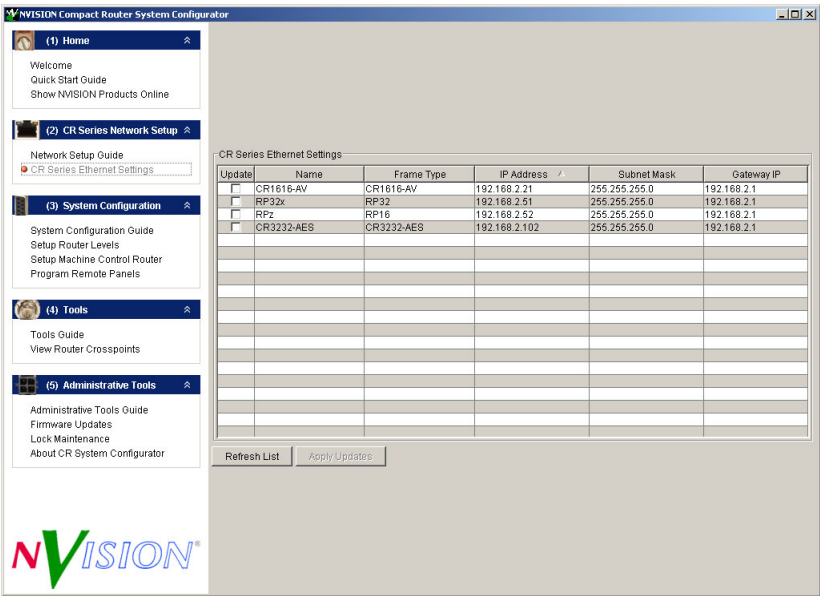 NVISION Compact Router System Configurator
(1) Home
Welcome
Quick Start Guide
Show NVISION Products Online
(2) CR Series Network Setup
Network Setup Guide
CR Series Ethernet Settings
(3) System Configuration
System Configuration Guide
Setup Router Levels
Setup Machine Control Router
Program Remote Panels
(4) Tools
Tools Guide
View Router Crosspoints
(5) Administrative Tools
Administrative Tools Guide
Firmware Updates
Lock Maintenance
About CR System Configurator
NVISION®
CR Series Ethernet Settings
Update Name Frame Type IP Address Subnet Mask Gateway IP
CR1616-AV CR1616-AV 192.168.2.21 255.255.255.0 192.168.2.1
RP32x RP32 192.168.2.51 255.255.255.0 192.168.2.1
RPz RP16 192.168.2.52 255.255.255.0 192.168.2.1
CR3232-AES CR3232-AES 192.168.2.102 255.255.255.0 192.168.2.1
Refresh List Apply Updates